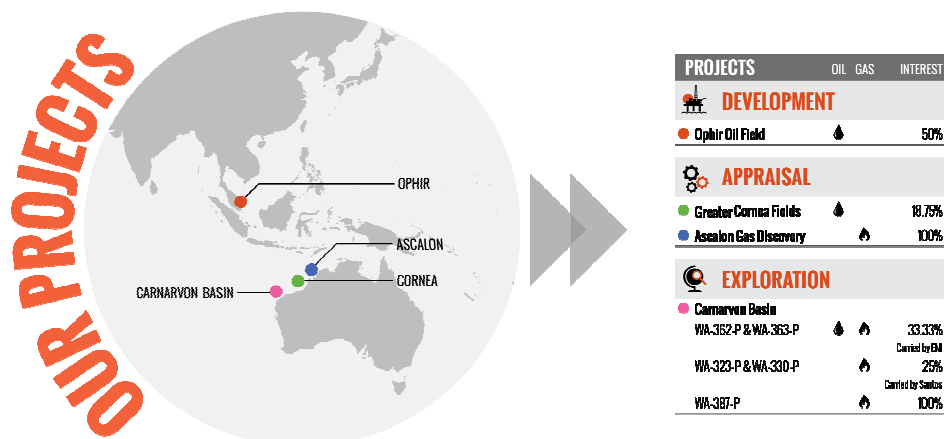 OUR PROJECTS
OPHIR
ASCALON
CORNEA
CARNARVON BASIN
PROJECTS OIL GAS INTEREST
DEVELOPMENT
Ophir Oil Field 50%
APPRAISAL
Greater Cornea Fields 18.75%
Ascalon Gas Discovery 100%
EXPLORATION
Carnarvon Basin
WA-362-P & WA-363-P 33.33%
Carried by ENI
WA-323-P & WA-330-P 25%
Carried by Santos
WA-387-P 100%